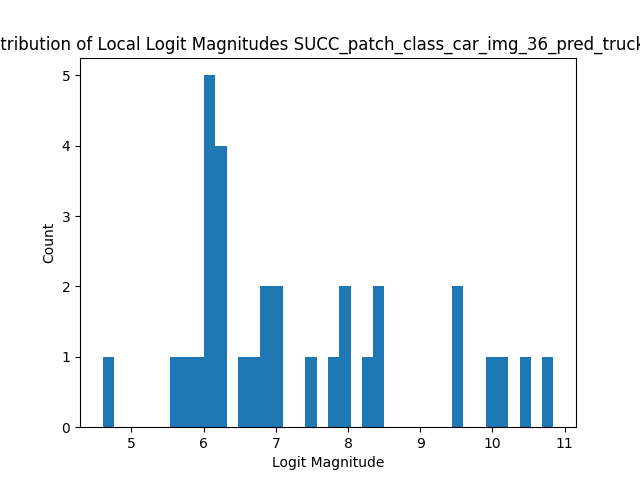 tribution of Local Logit Magnitudes SUCC_patch_class_car_img_36_pred_truck
5
4
3
2
1
0
Count
5 6 7 8 9 10 11
Logit Magnitude